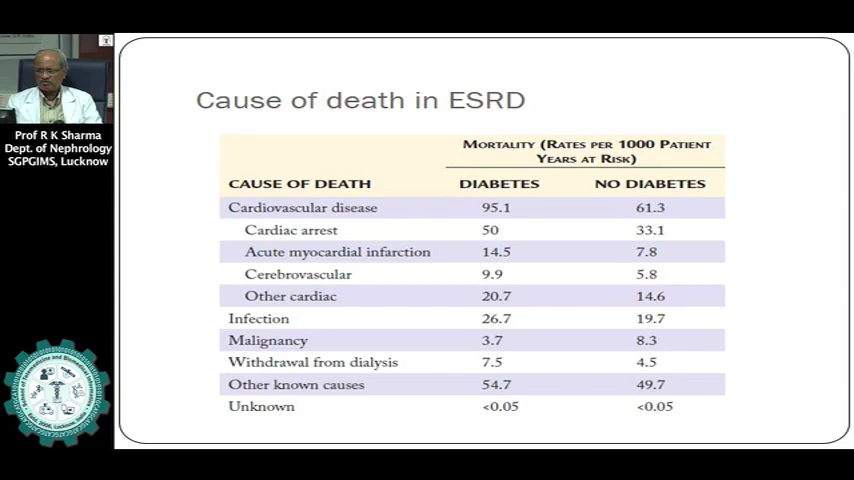 Prof R K Sharma
Dept. of Nephrology
SGPGIMS, Lucknow
Cause of death in ESRD
MORTALITY (RATES PER 1000 PATIENT
YEARS AT RISK)
CAUSE OF DEATH DIABETES NO DIABETES
Cardiovascular disease 95.1 61.3
Cardiac arrest 50 33.1
Acute myocardial infarction 14.5 7.8
Cerebrovascular 9.9 5.8
Other cardiac 20.7 14.6
Infection 26.7 19.7
Malignancy 3.7 8.3
Withdrawal from dialysis 7.5 4.5
Other known causes 54.7 49.7
Unknown <0.05 <0.05